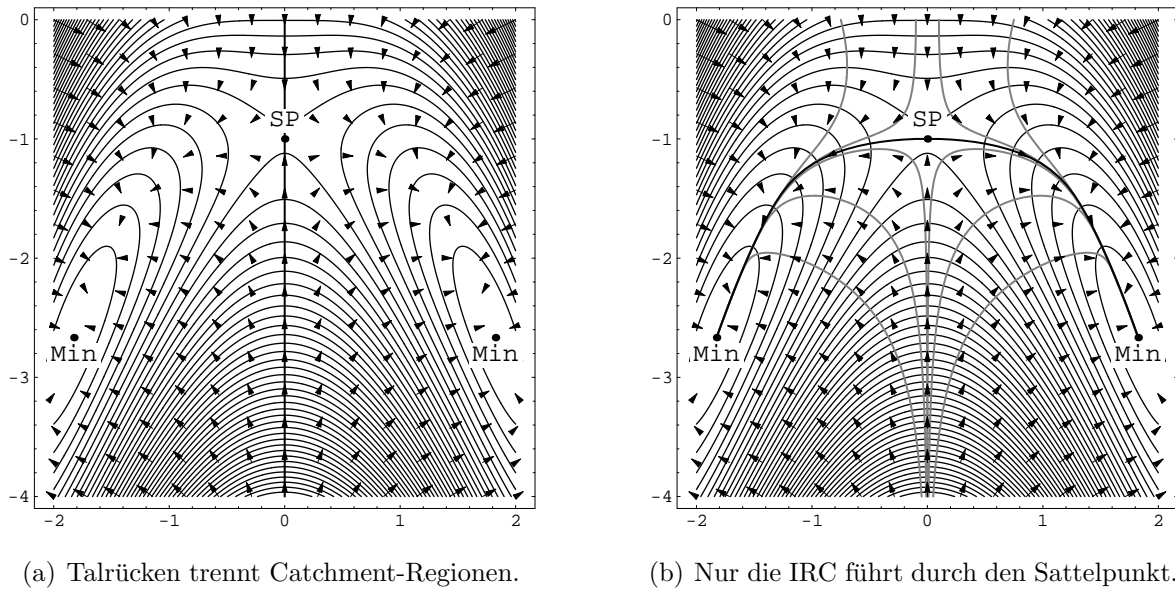 0
-1
-2
-3
-4
-2
-1
0
1
2
SP
Min
Min
0
-1
-2
-3
-4
-2
-1
0
1
2
SP
Min
Min
(a) Talrücken trennt Catchment-Regionen.
(b) Nur die IRC führt durch den Sattelpunkt.